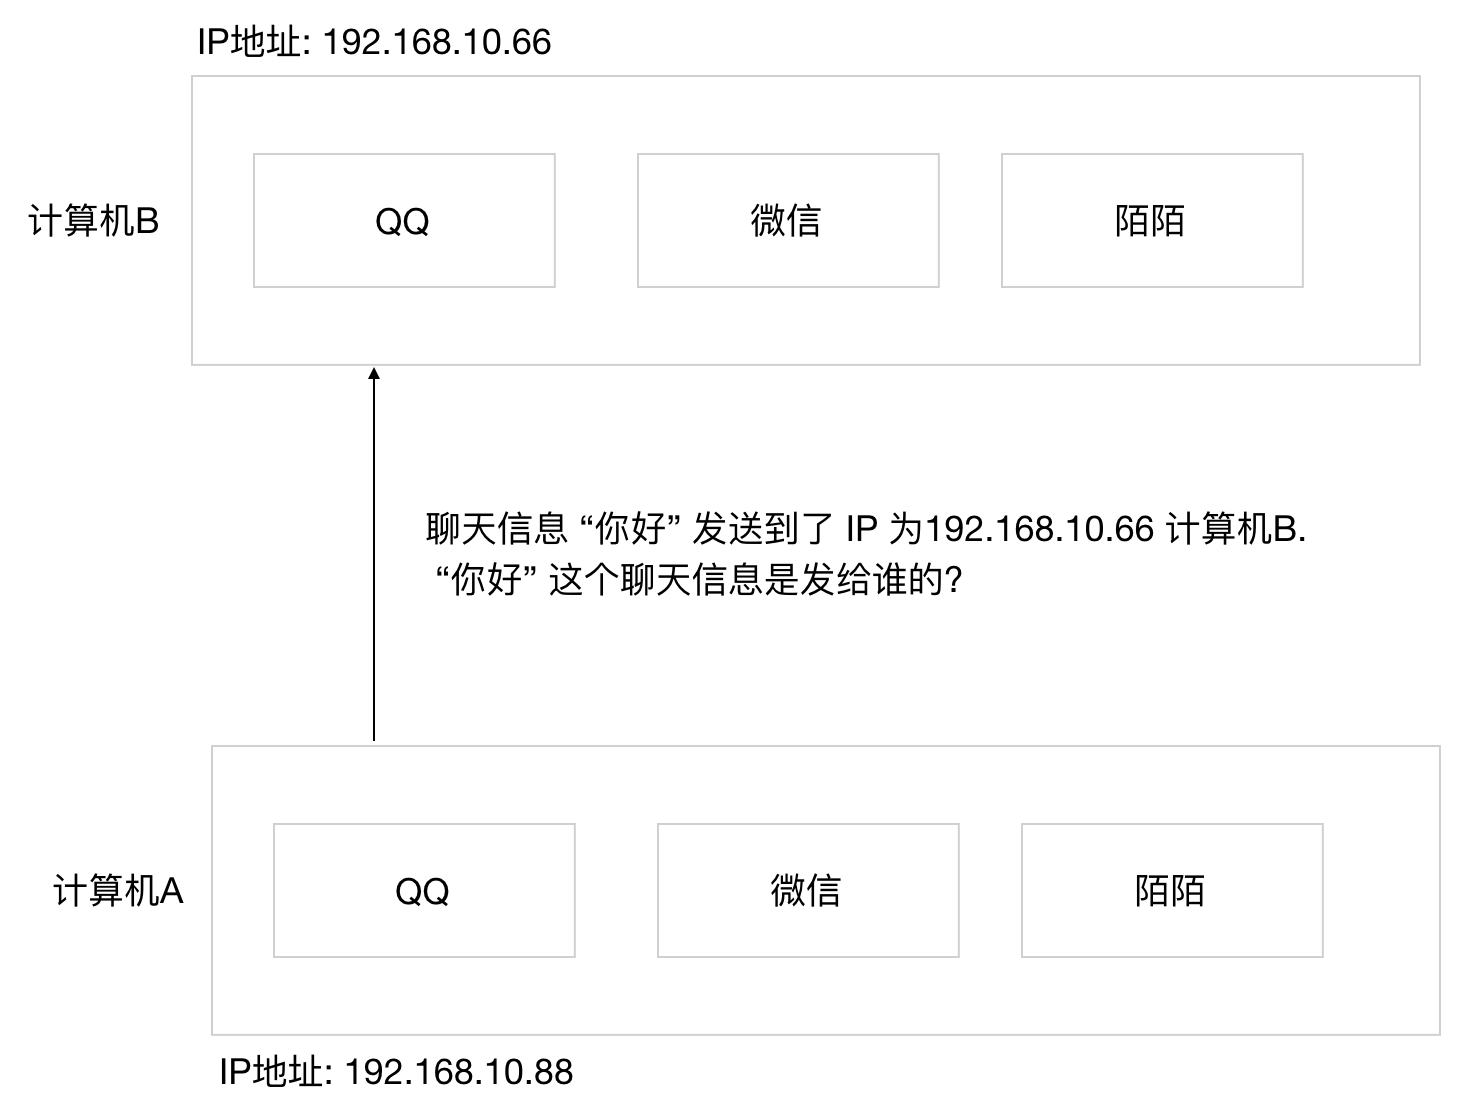 IP地址: 192.168.10.66
计算机B
QQ
微信
陌陌
聊天信息 “你好” 发送到了 IP 为192.168.10.66 计算机B.
“你好” 这个聊天信息是发给谁的?
计算机A
QQ
微信
陌陌
IP地址: 192.168.10.88